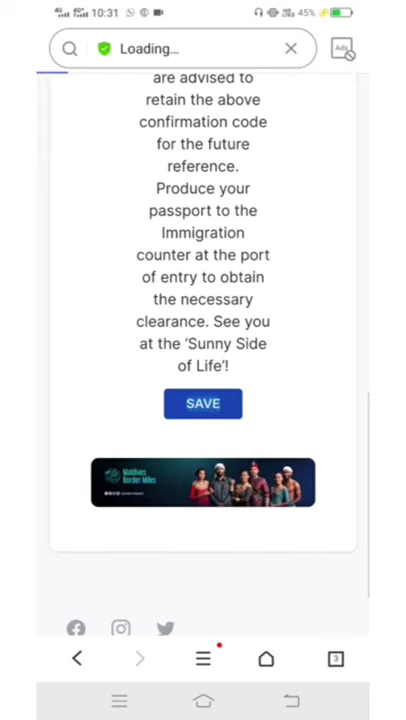 10:31
45%
Loading...
Ads
are advised to
retain the above
confirmation code
for the future
reference.
Produce your
passport to the
Immigration
counter at the port
of entry to obtain
the necessary
clearance. See you
at the ‘Sunny Side
of Life’!
SAVE
Maldives
Border Miles
3